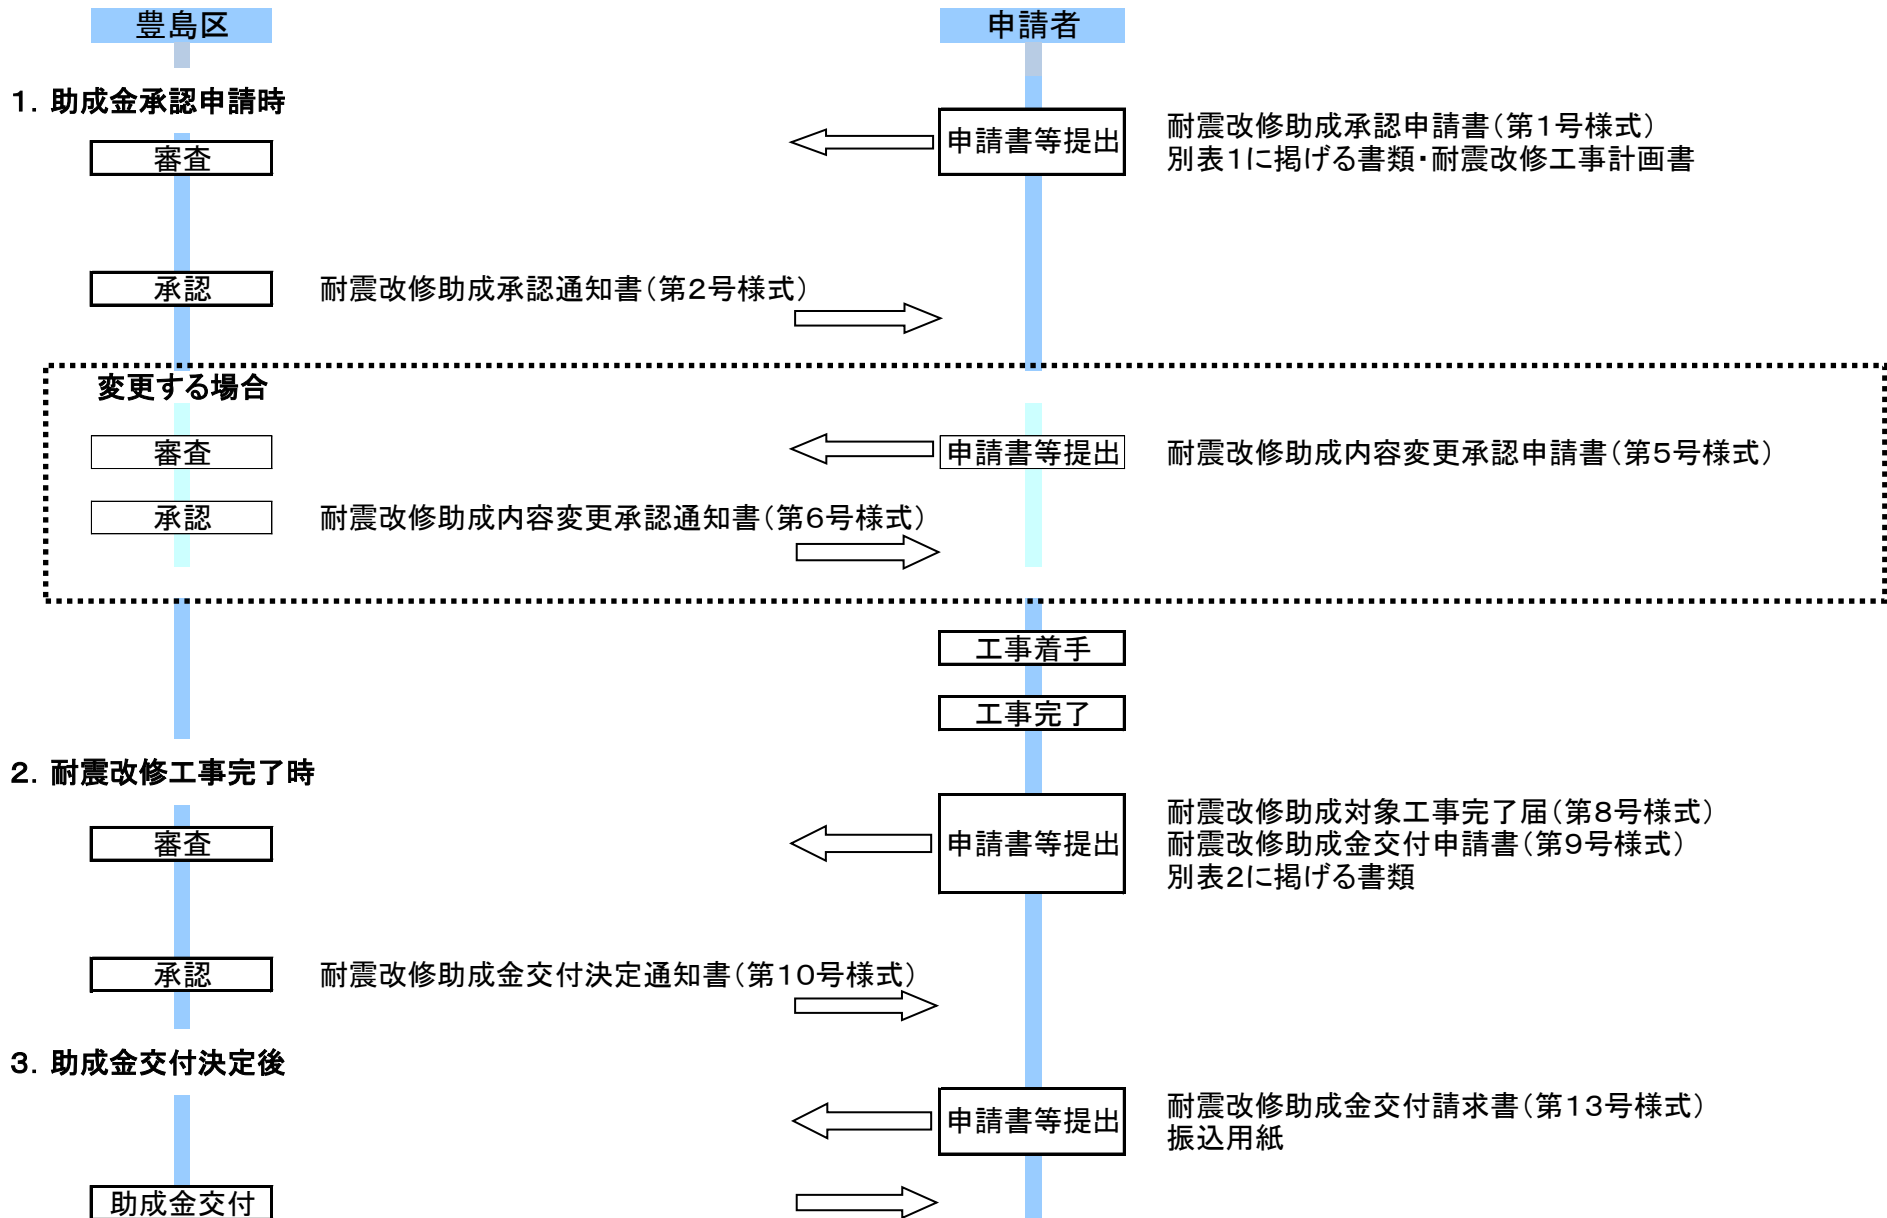 豊島区
申請者
1．助成金承認申請時
申請書等提出
耐震改修助成承認申請書（第1号様式）
別表1に掲げる書類・耐震改修工事計画書
審査
承認
耐震改修助成承認通知書（第2号様式）
変更する場合
審査
申請書等提出
耐震改修助成内容変更承認申請書（第5号様式）
承認
耐震改修助成内容変更承認通知書（第6号様式）
工事着手
工事完了
2．耐震改修工事完了時
審査
申請書等提出
耐震改修助成対象工事完了届（第8号様式）
耐震改修助成金交付申請書（第9号様式）
別表2に掲げる書類
承認
耐震改修助成金交付決定通知書（第10号様式）
3．助成金交付決定後
申請書等提出
耐震改修助成金交付請求書（第13号様式）
振込用紙
助成金交付